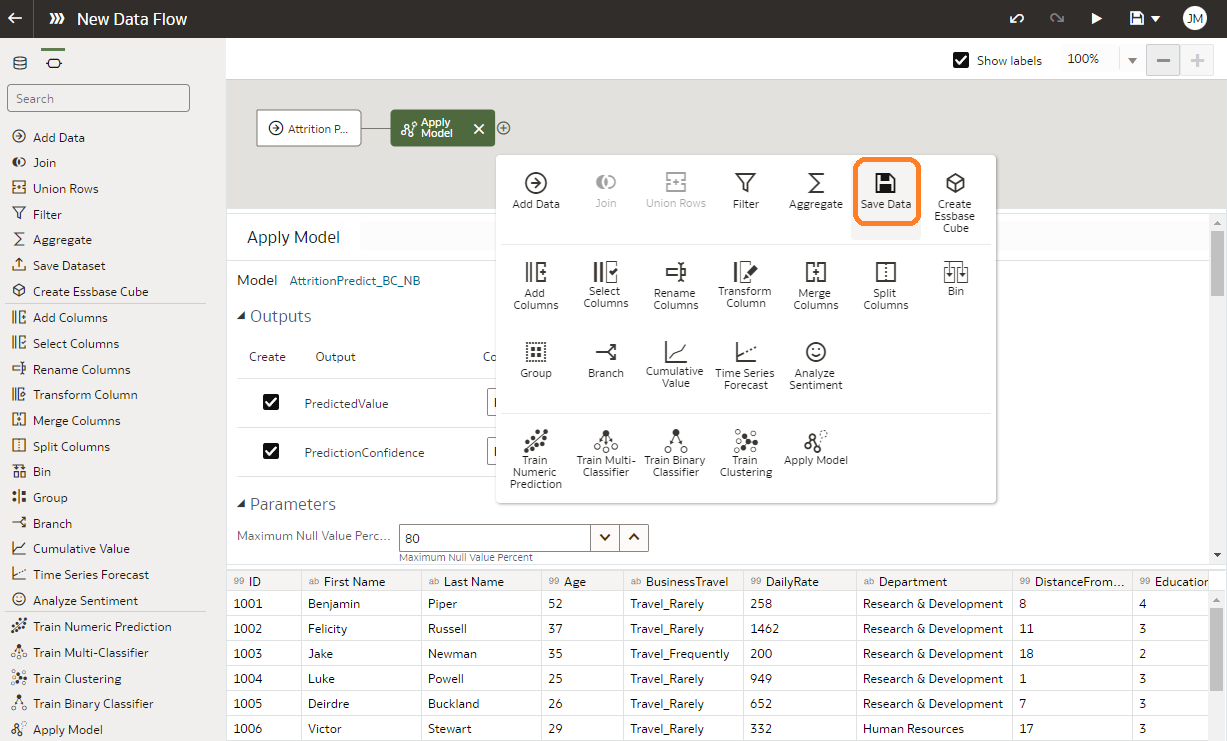 New Data Flow
JM
Show labels
100%
Search
Add Data
Join
Union Rows
Filter
Aggregate
Save Dataset
Create Essbase Cube
Add Columns
Select Columns
Rename Columns
Transform Column
Merge Columns
Split Columns
Bin
Group
Branch
Cumulative Value
Time Series Forecast
Analyze Sentiment
Train Numeric Prediction
Train Multi-Classifier
Train Clustering
Train Binary Classifier
Apply Model
Attrition P...
Apply
Model
Add Data
Join
Union Rows
Filter
Aggregate
Save Data
Create
Essbase
Cube
Add
Columns
Select
Columns
Rename
Columns
Transform
Column
Merge
Columns
Split
Columns
Bin
Group
Branch
Cumulative
Value
Time Series
Forecast
Analyze
Sentiment
Train
Numeric
Prediction
Train Multi-
Classifier
Train Binary
Classifier
Train
Clustering
Apply Model
Apply Model
Model AttritionPredict_BC_NB
Outputs
Create Output
PredictedValue
PredictionConfidence
Parameters
Maximum Null Value Perc... 80
Maximum Null Value Percent
99 ID ab First Name ab Last Name 99 Age ab BusinessTravel 99 DailyRate ab Department 99 DistanceFrom... 99 Education
1001 Benjamin Piper 52 Travel_Rarely 258 Research & Development 8 4
1002 Felicity Russell 37 Travel_Rarely 1462 Research & Development 11 3
1003 Jake Newman 35 Travel_Frequently 200 Research & Development 18 2
1004 Luke Powell 25 Travel_Rarely 949 Research & Development 1 3
1005 Deirdre Buckland 26 Travel_Rarely 652 Research & Development 7 3
1006 Victor Stewart 29 Travel_Rarely 332 Human Resources 17 3